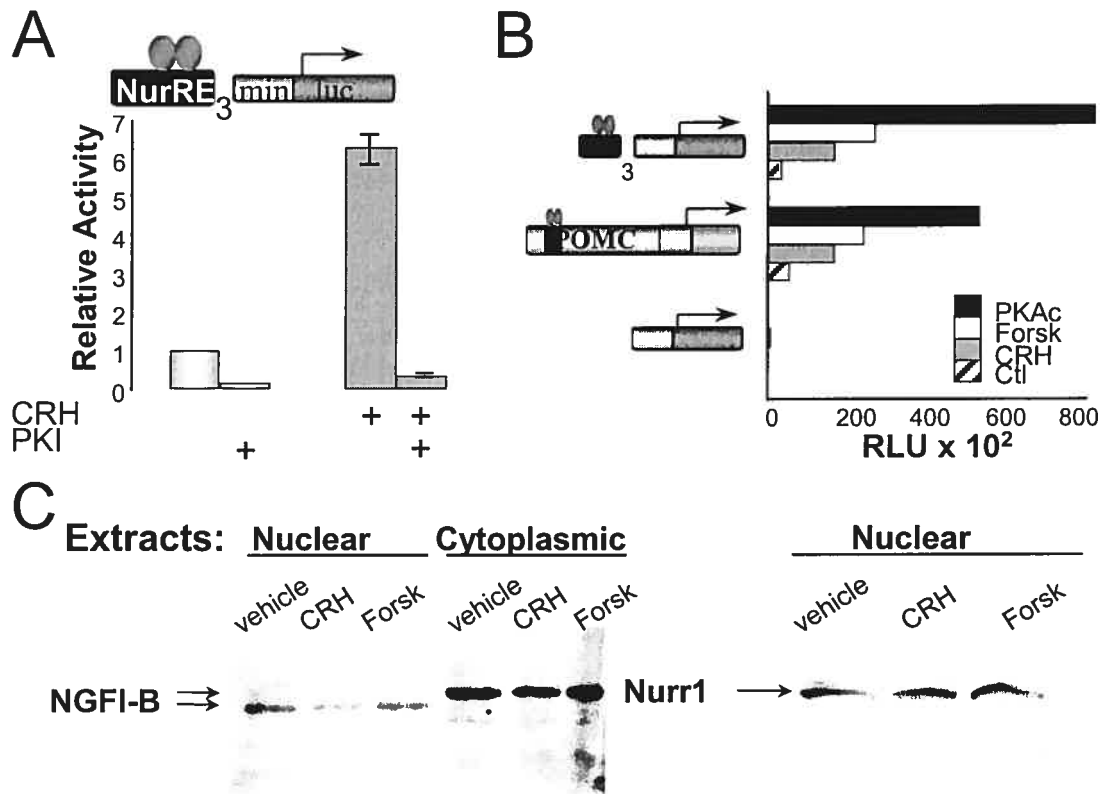 A
NurRE 3 min luc
Relative Activity
7
6
5
4
3
2
1
0
CRH + +
PKI + +
B
3
POMC
PKAc
Forsk
CRH
Ctl
0 200 400 600 800
RLU x 10²
C
Extracts: Nuclear Cytoplasmic Nuclear
vehicle CRH Forsk vehicle CRH Forsk vehicle CRH Forsk
NGFI-B Nurr1